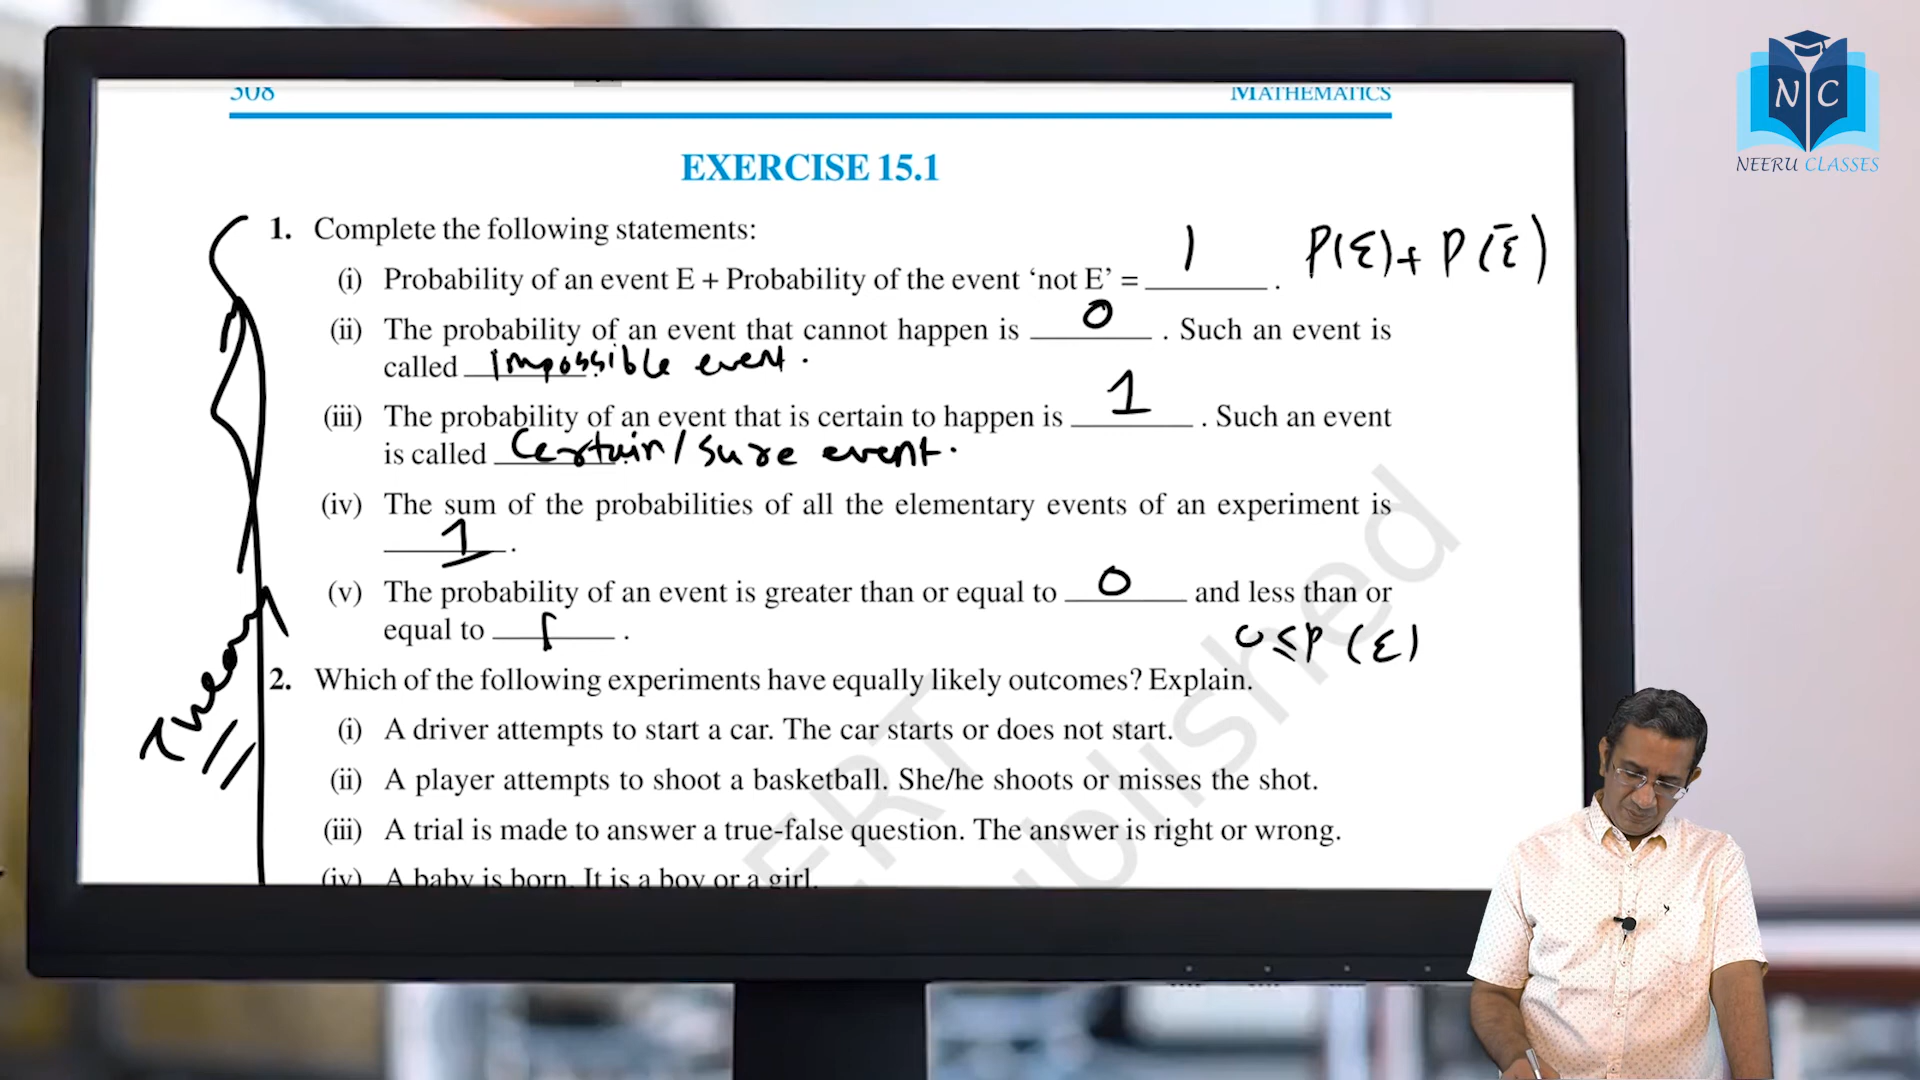 308 MATHEMATICS
EXERCISE 15.1
1. Complete the following statements:
(i) Probability of an event E + Probability of the event ‘not E’ = 1 . P(E)+ P(Ē)
(ii) The probability of an event that cannot happen is 0 . Such an event is
called Impossible event.
(iii) The probability of an event that is certain to happen is 1 . Such an event
is called Certain/Sure event.
(iv) The sum of the probabilities of all the elementary events of an experiment is
1 .
(v) The probability of an event is greater than or equal to 0 and less than or
equal to .
0≤P(E)
Theory
2. Which of the following experiments have equally likely outcomes? Explain.
(i) A driver attempts to start a car. The car starts or does not start.
(ii) A player attempts to shoot a basketball. She/he shoots or misses the shot.
(iii) A trial is made to answer a true-false question. The answer is right or wrong.
(iv) A baby is born. It is a boy or a girl.
NC
NEERU CLASSES